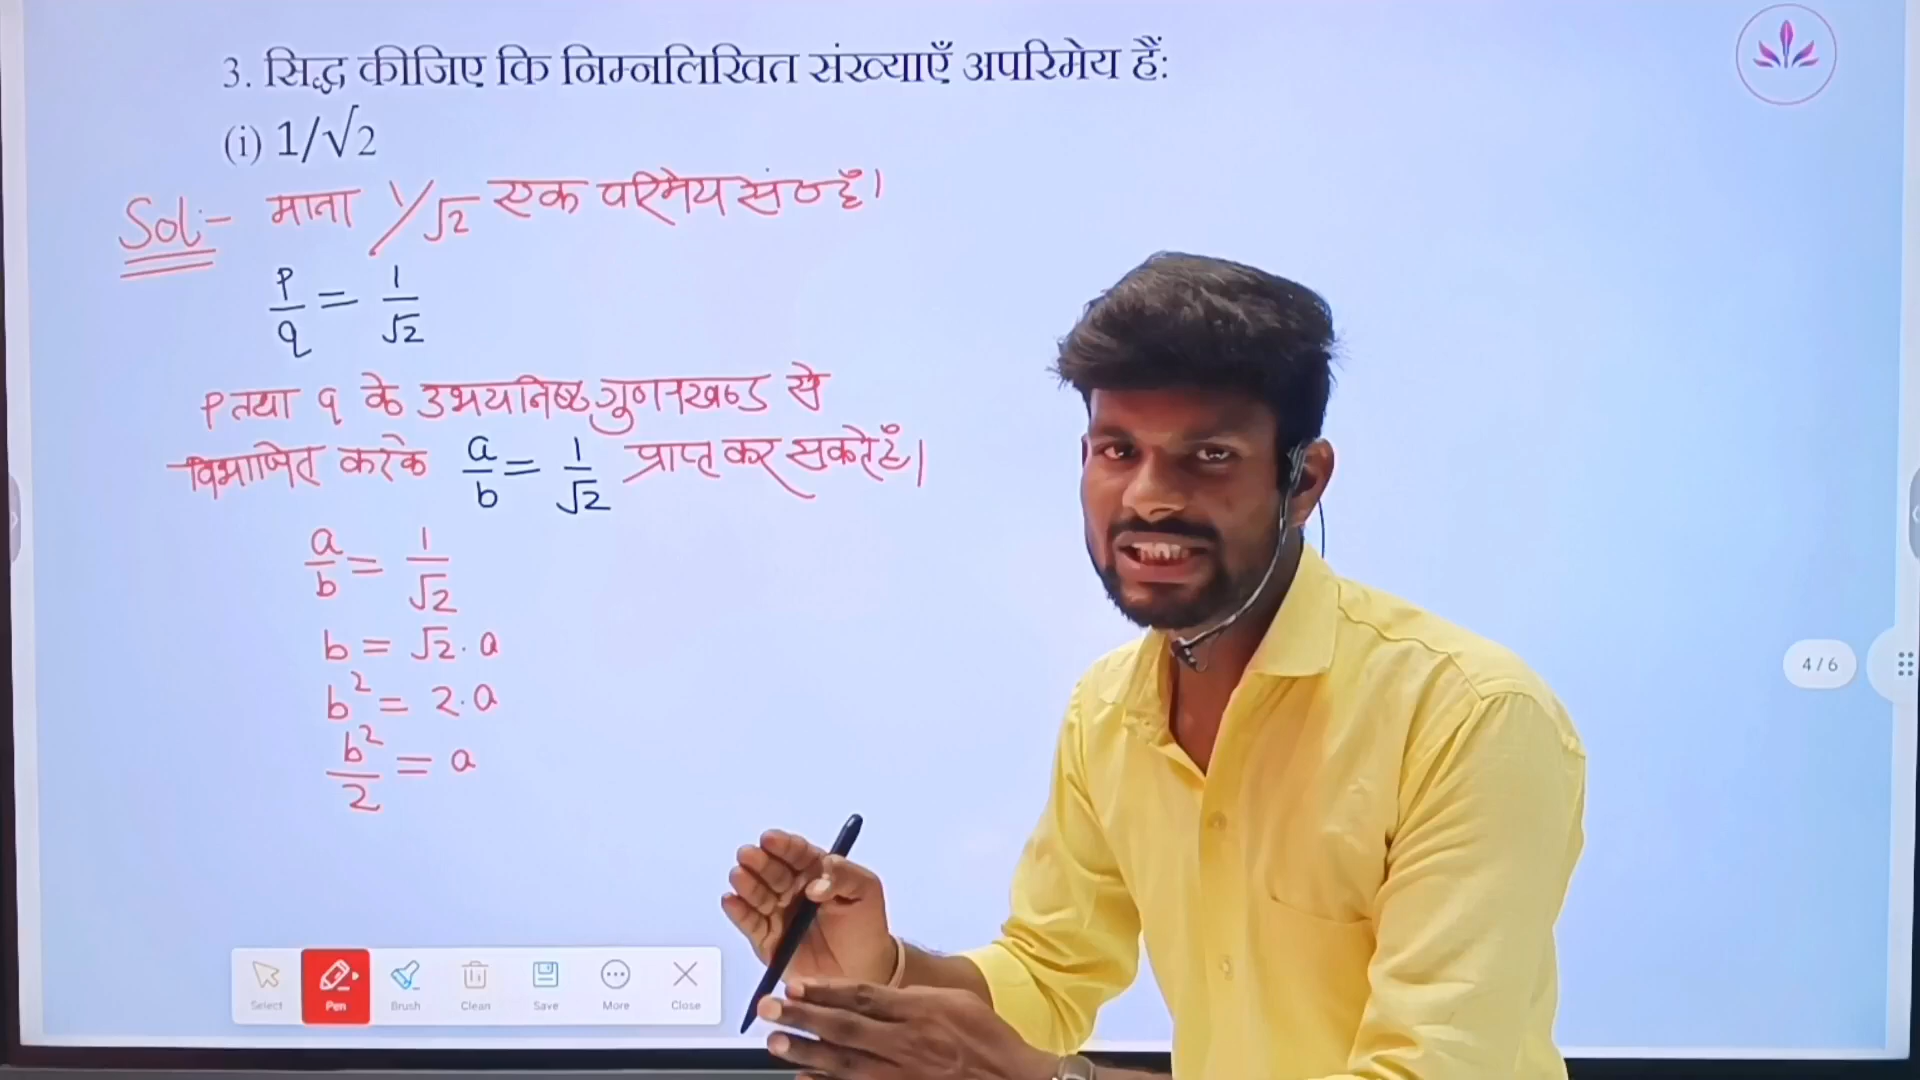 3. सिद्ध कीजिए कि निम्नलिखित संख्याएँ अपरिमेय हैं:
(i) 1/√2
Sol:- माना 1/√2 एक परिमेय सं० है।
p/q = 1/√2
p तथा q के उभयनिष्ठ गुणनखण्ड से
विभाजित करके a/b = 1/√2 प्राप्त कर सकते हैं।
a/b = 1/√2
b = √2 . a
b² = 2 . a
b²/2 = a
4 / 6
Select Pen Brush Clean Save More Close